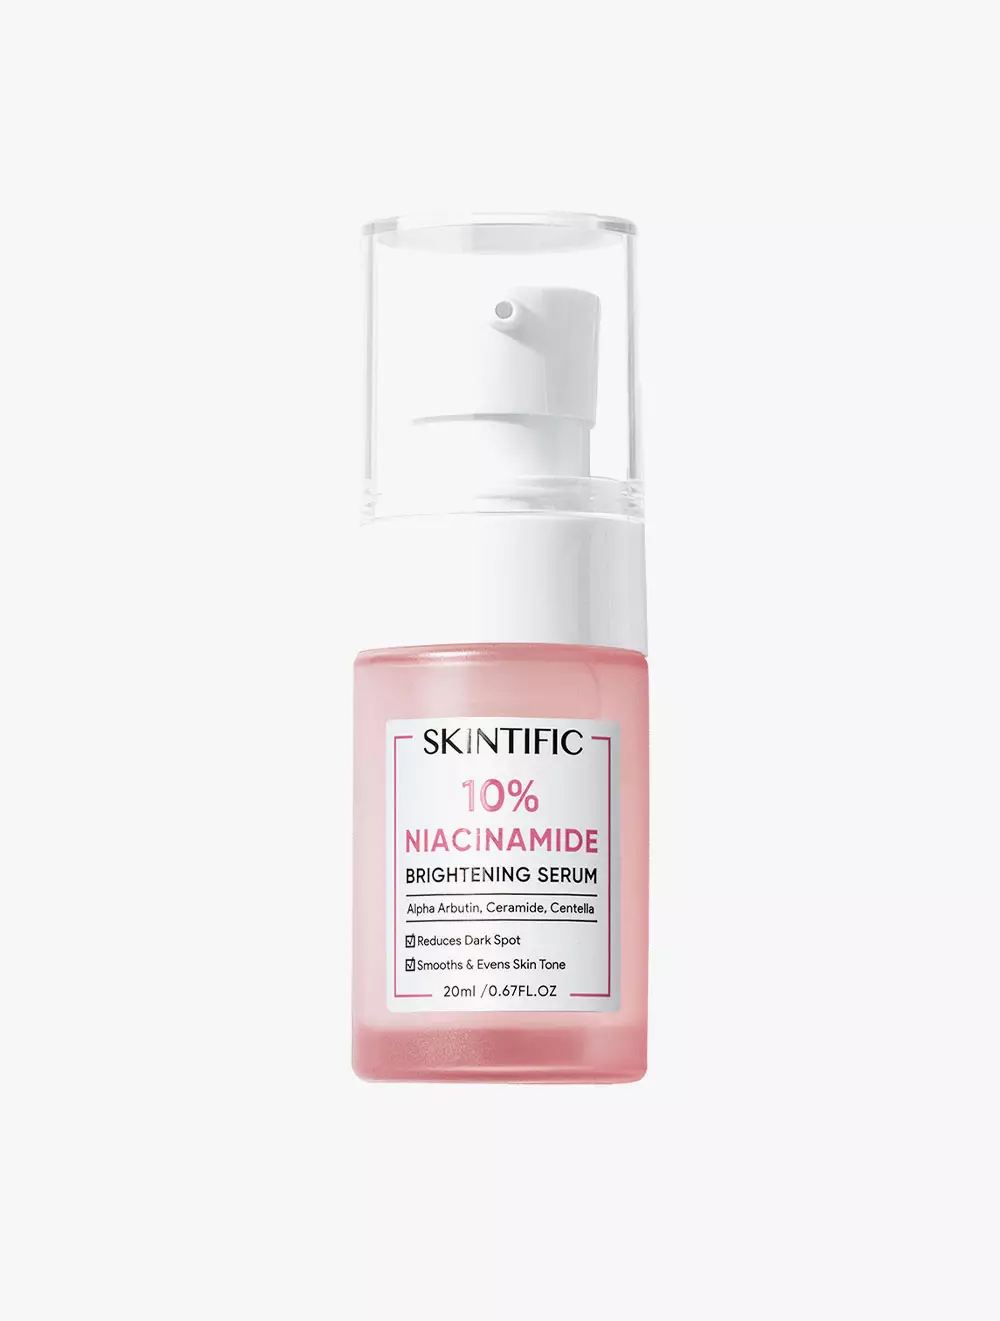 SKINTIFIC
10%
NIACINAMIDE
BRIGHTENING SERUM
Alpha Arbutin, Ceramide, Centella
Reduces Dark Spot
Smooths & Evens Skin Tone
20ml /0.67FL.OZ